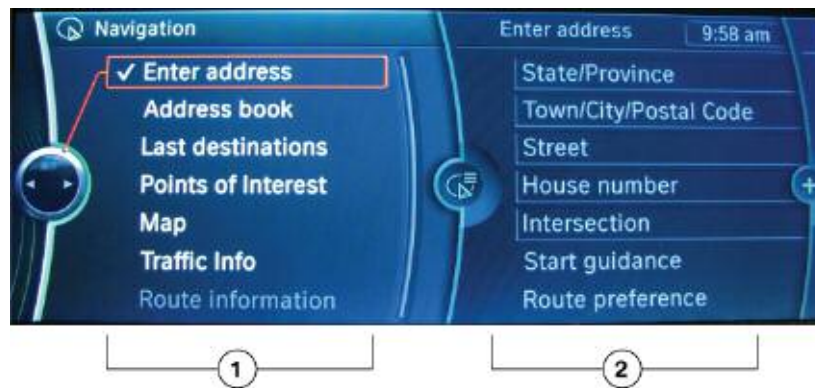 Navigation
✓ Enter address
Address book
Last destinations
Points of Interest
Map
Traffic Info
Route information
Enter address
9:58 am
State/Province
Town/City/Postal Code
Street
House number
Intersection
Start guidance
Route preference
1
2